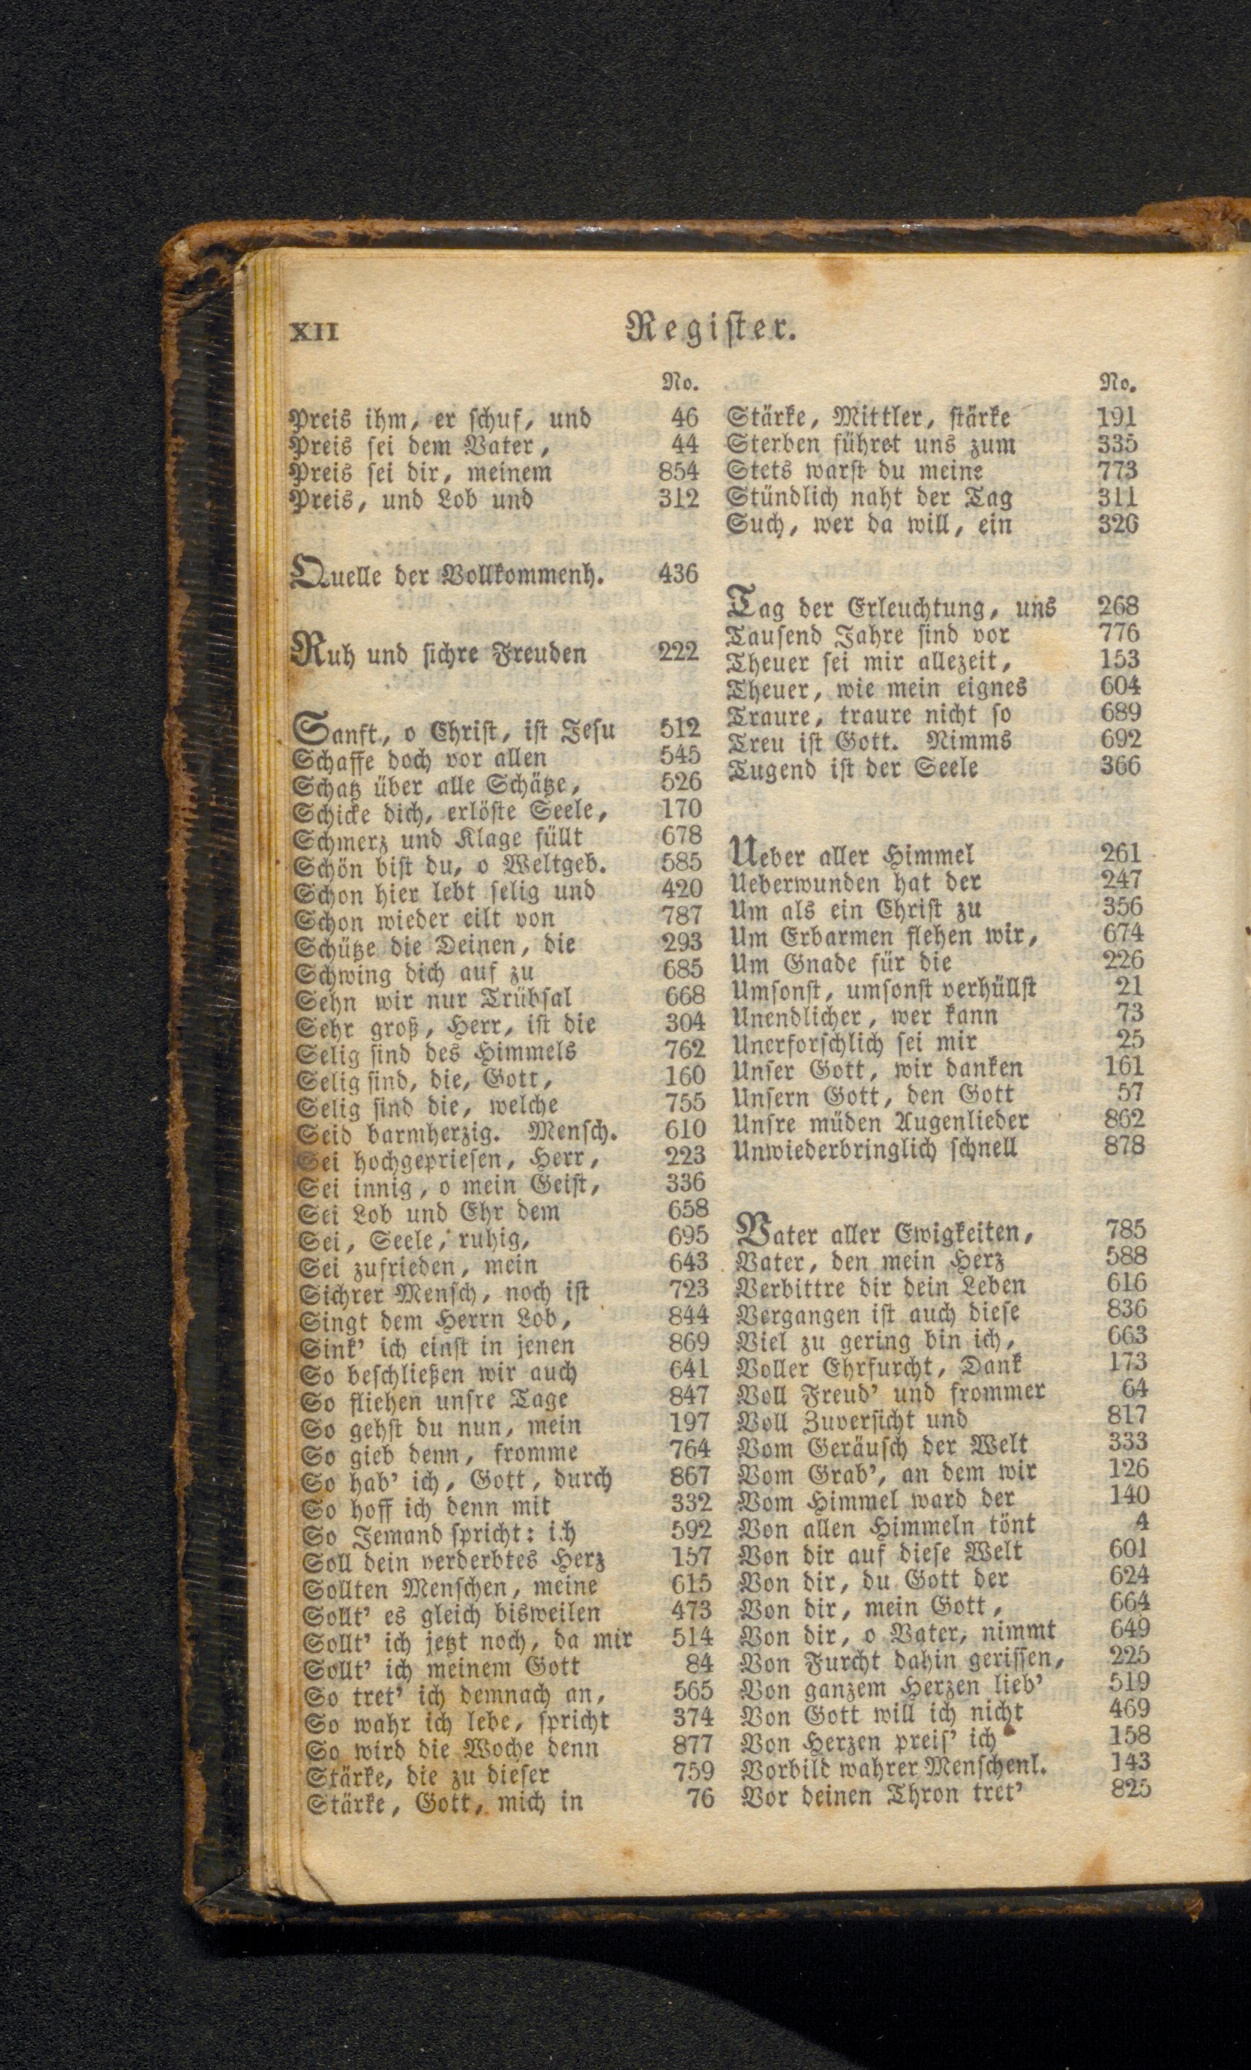 XII
Register.
No.
Preis ihm, er schuf, und 46
Preis sei dem Vater, 44
Preis sei dir, meinem 854
Preis, und Lob und 312
Quelle der Vollkommenh. 436
Ruh und sichre Freuden 222
Sanft, o Christ, ist Jesu 512
Schaffe doch vor allen 545
Schatz über alle Schätze, 526
Schicke dich, erlöste Seele, 170
Schmerz und Klage füllt 678
Schön bist du, o Weltgeb. 585
Schon hier lebt selig und 420
Schon wieder eilt von 787
Schütze die Deinen, die 293
Schwing dich auf zu 685
Sehn wir nur Trübsal 668
Sehr groß, Herr, ist die 304
Selig sind des Himmels 762
Selig sind, die, Gott, 160
Selig sind die, welche 755
Seid barmherzig. Mensch. 610
Sei hochgepriesen, Herr, 223
Sei innig, o mein Geist, 336
Sei Lob und Ehr dem 658
Sei, Seele, ruhig, 695
Sei zufrieden, mein 643
Sichrer Mensch, noch ist 723
Singt dem Herrn Lob, 844
Sink' ich einst in jenen 869
So beschließen wir auch 641
So fliehen unsre Tage 847
So gehst du nun, mein 197
So gieb denn, fromme 764
So hab' ich, Gott, durch 867
So hoff ich denn mit 332
So Jemand spricht: ich 592
Soll dein verderbtes Herz 157
Sollten Menschen, meine 615
Sollt' es gleich bisweilen 473
Sollt' ich jetzt noch, da mir 514
Sollt' ich meinem Gott 84
So tret' ich demnach an, 565
So wahr ich lebe, spricht 374
So wird die Woche denn 877
Stärke, die zu dieser 759
Stärke, Gott, mich in 76
No.
Stärke, Mittler, stärke 191
Sterben führet uns zum 335
Stets warst du meine 773
Stündlich naht der Tag 311
Such, wer da will, ein 326
Tag der Erleuchtung, uns 268
Tausend Jahre sind vor 776
Theuer sei mir allezeit, 153
Theuer, wie mein eignes 604
Traure, traure nicht so 689
Treu ist Gott. Nimms 692
Tugend ist der Seele 366
Ueber aller Himmel 261
Ueberwunden hat der 247
Um als ein Christ zu 356
Um Erbarmen flehen wir, 674
Um Gnade für die 226
Umsonst, umsonst verhüllst 21
Unendlicher, wer kann 73
Unerforschlich sei mir 25
Unser Gott, wir danken 161
Unsern Gott, den Gott 57
Unsre müden Augenlieder 862
Unwiederbringlich schnell 878
Vater aller Ewigkeiten, 785
Vater, den mein Herz 588
Verbittre dir dein Leben 616
Vergangen ist auch diese 836
Viel zu gering bin ich, 663
Voller Ehrfurcht, Dank 173
Voll Freud' und frommer 64
Voll Zuversicht und 817
Vom Geräusch der Welt 333
Vom Grab', an dem wir 126
Vom Himmel ward der 140
Von allen Himmeln tönt 4
Von dir auf diese Welt 601
Von dir, du Gott der 624
Von dir, mein Gott, 664
Von dir, o Vater, nimmt 649
Von Furcht dahin gerissen, 225
Von ganzem Herzen lieb' 519
Von Gott will ich nicht 469
Von Herzen preis' ich 158
Vorbild wahrer Menschenl. 143
Vor deinen Thron tret' 825